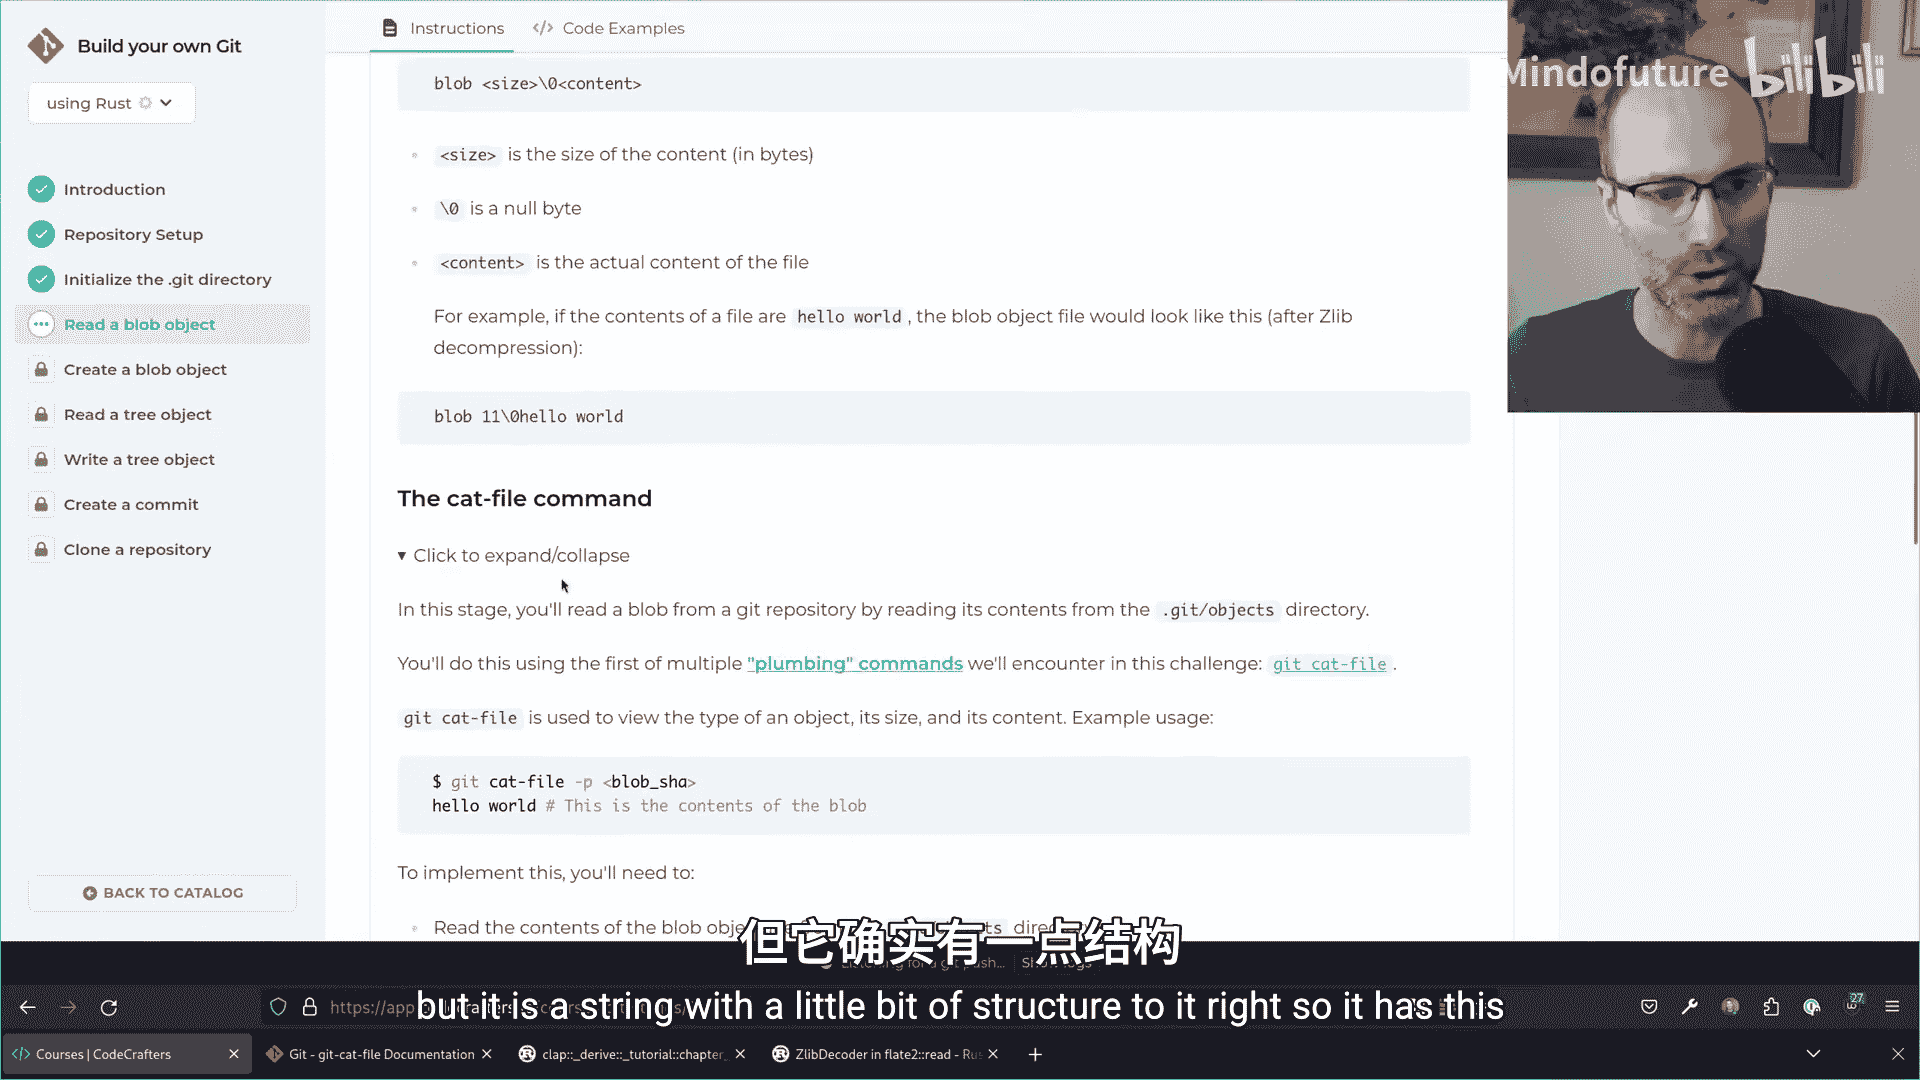 Build your own Git
using Rust
Introduction
Repository Setup
Initialize the .git directory
Read a blob object
Create a blob object
Read a tree object
Write a tree object
Create a commit
Clone a repository
BACK TO CATALOG
Instructions
Code Examples
blob <size>\0<content>
<size> is the size of the content (in bytes)
\0 is a null byte
<content> is the actual content of the file
For example, if the contents of a file are hello world , the blob object file would look like this (after Zlib
decompression):
blob 11\0hello world
The cat-file command
Click to expand/collapse
In this stage, you'll read a blob from a git repository by reading its contents from the .git/objects directory.
You'll do this using the first of multiple "plumbing" commands we'll encounter in this challenge: git cat-file .
git cat-file is used to view the type of an object, its size, and its content. Example usage:
$ git cat-file -p <blob_sha>
hello world # This is the contents of the blob
To implement this, you'll need to:
Read the contents of the blob
Mindofuture bilibili
但它确实有一点结构
but it is a string with a little bit of structure to it right so it has this
https://app
27
Courses | CodeCrafters
Git - git-cat-file Documentation
clap::_derive::_tutorial::chapter_
ZlibDecoder in flate2::read - Rus